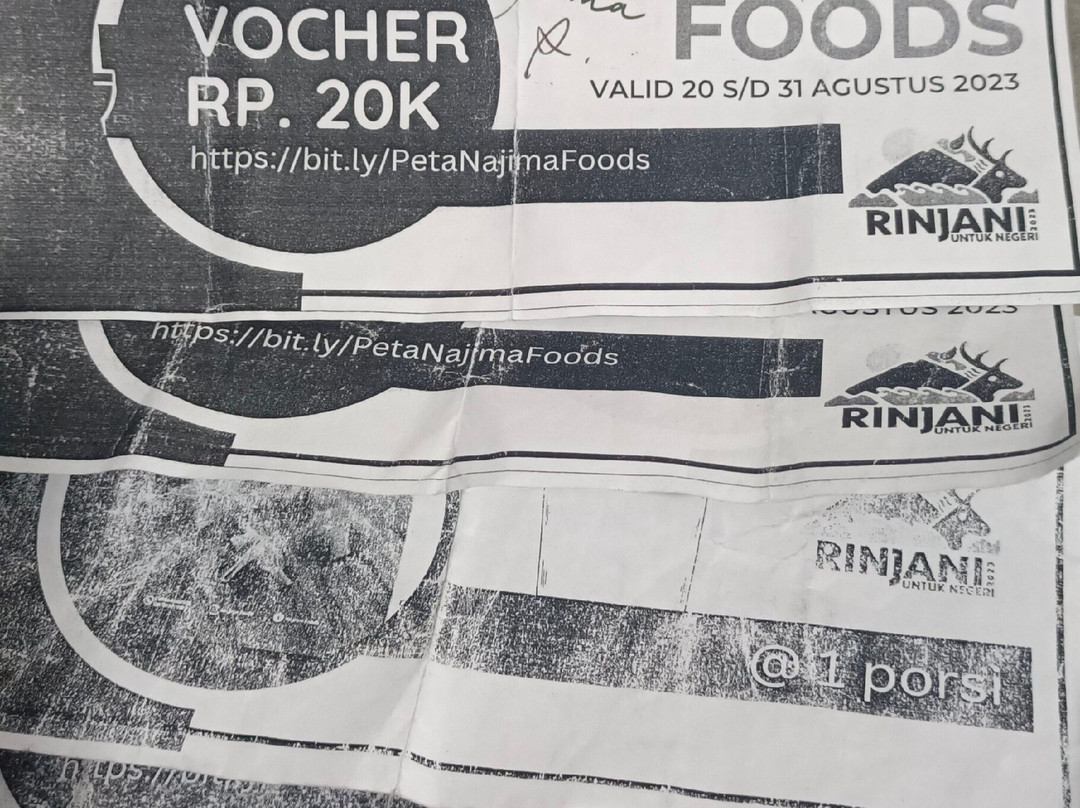 VOCHER
RP. 20K
https://bit.ly/PetaNajimaFoods
FOODS
VALID 20 S/D 31 AGUSTUS 2023
RINJANI
UNTUK NEGERI
2023
https://bit.ly/PetaNajimaFoods
AGUSTUS 2023
RINJANI
UNTUK NEGERI
2023
RINJANI
UNTUK NEGERI
2023
@ 1 porsi